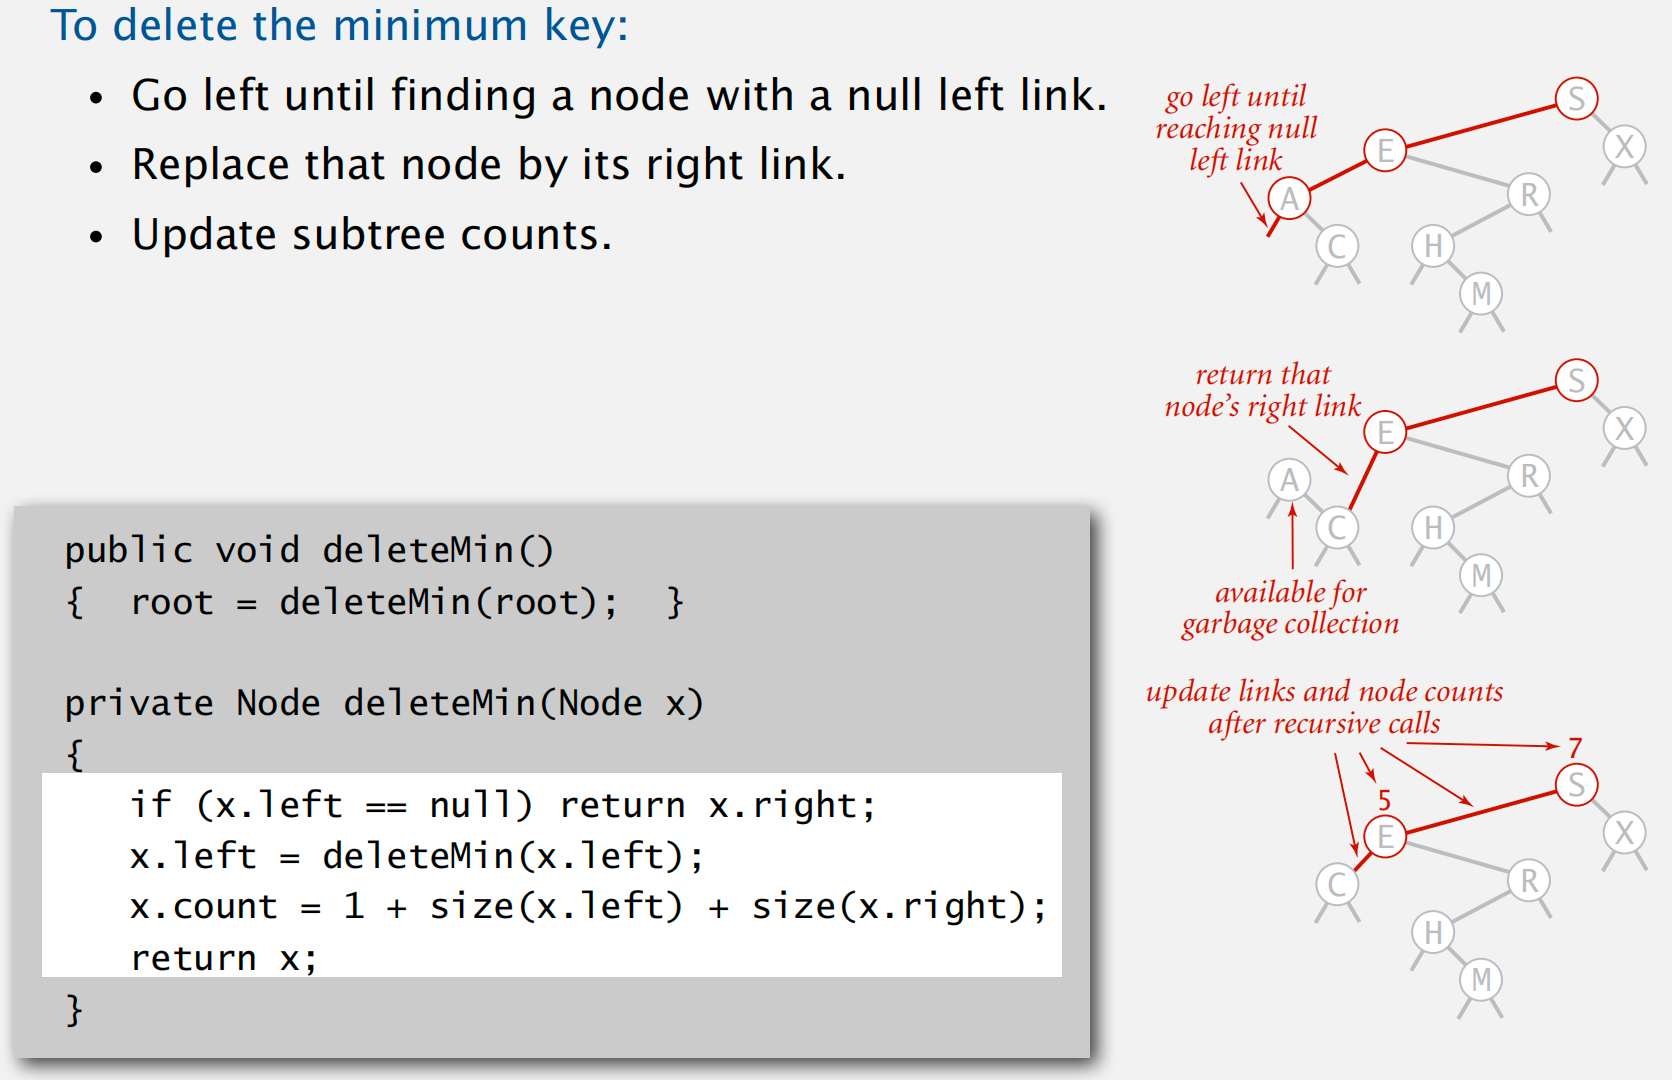 To delete the minimum key:
• Go left until finding a node with a null left link.
• Replace that node by its right link.
• Update subtree counts.
public void deleteMin()
{  root = deleteMin(root);  }
private Node deleteMin(Node x)
{
if (x.left == null) return x.right;
x.left = deleteMin(x.left);
x.count = 1 + size(x.left) + size(x.right);
return x;
}
go left until
reaching null
left link
S
X
E
A
R
C
H
M
return that
node's right link
S
X
E
A
R
C
H
M
available for
garbage collection
update links and node counts
after recursive calls
7
S
5
X
E
C
R
H
M